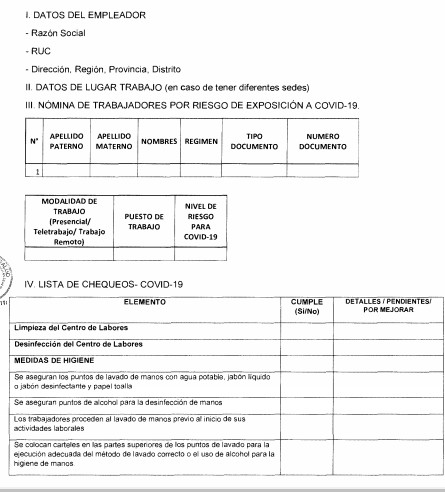 I. DATOS DEL EMPLEADOR
- Razón Social
- RUC
- Dirección, Región, Provincia, Distrito
II. DATOS DE LUGAR TRABAJO (en caso de tener diferentes sedes)
III. NÓMINA DE TRABAJADORES POR RIESGO DE EXPOSICIÓN A COVID-19.
N° APELLIDO PATERNO APELLIDO MATERNO NOMBRES REGIMEN TIPO DOCUMENTO NUMERO DOCUMENTO
1
MODALIDAD DE TRABAJO (Presencial/ Teletrabajo/ Trabajo Remoto) PUESTO DE TRABAJO NIVEL DE RIESGO PARA COVID-19
IV. LISTA DE CHEQUEOS- COVID-19
ELEMENTO CUMPLE (Si/No) DETALLES / PENDIENTES/ POR MEJORAR
Limpieza del Centro de Labores
Desinfección del Centro de Labores
MEDIDAS DE HIGIENE
Se aseguran los puntos de lavado de manos con agua potable, jabón líquido
o jabón desinfectante y papel toalla
Se aseguran puntos de alcohol para la desinfección de manos
Los trabajadores proceden al lavado de manos previo al inicio de sus
actividades laborales
Se colocan carteles en las partes superiores de los puntos de lavado para la
ejecución adecuada del método de lavado correcto o el uso de alcohol para la
higiene de manos